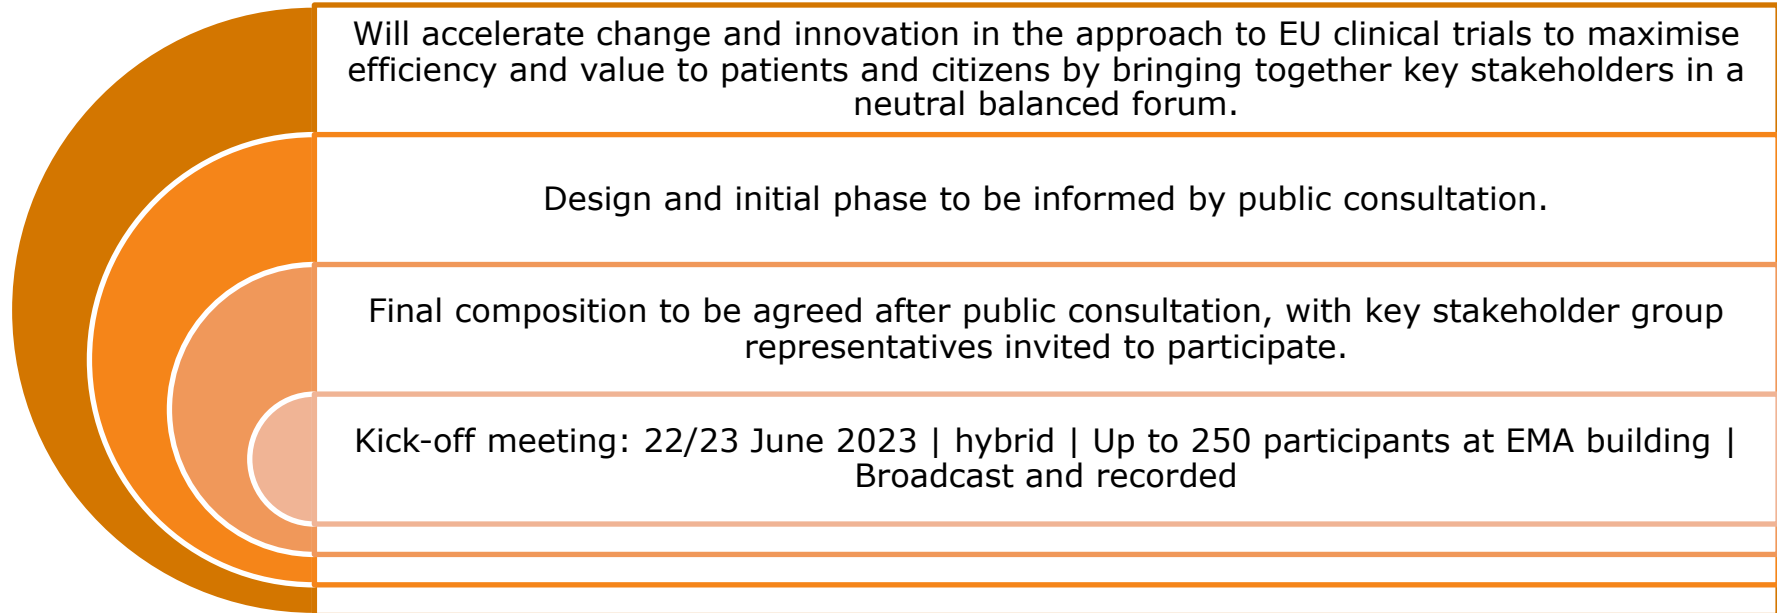 Will accelerate change and innovation in the approach to EU clinical trials to maximise
efficiency and value to patients and citizens by bringing together key stakeholders in a
neutral balanced forum.
Design and initial phase to be informed by public consultation.
Final composition to be agreed after public consultation, with key stakeholder group
representatives invited to participate.
Kick-off meeting: 22/23 June 2023 | hybrid | Up to 250 participants at EMA building |
Broadcast and recorded